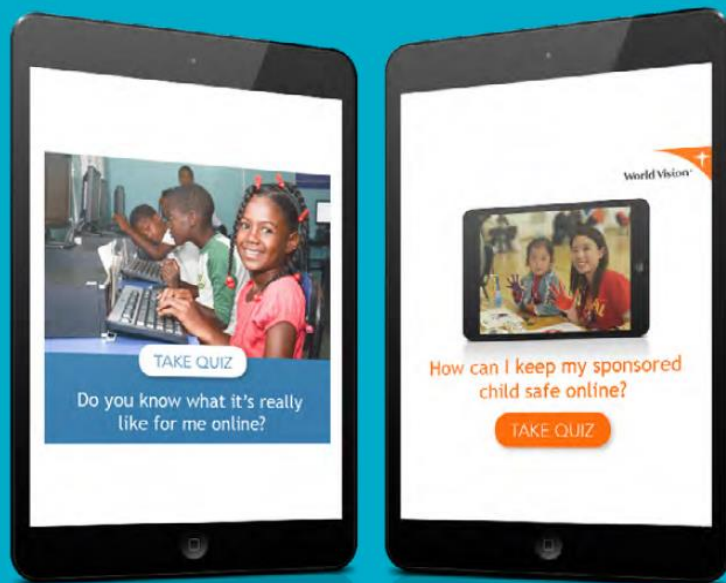 TAKE QUIZ
Do you know what it's really
like for me online?
World Vision
How can I keep my sponsored
child safe online?
TAKE QUIZ